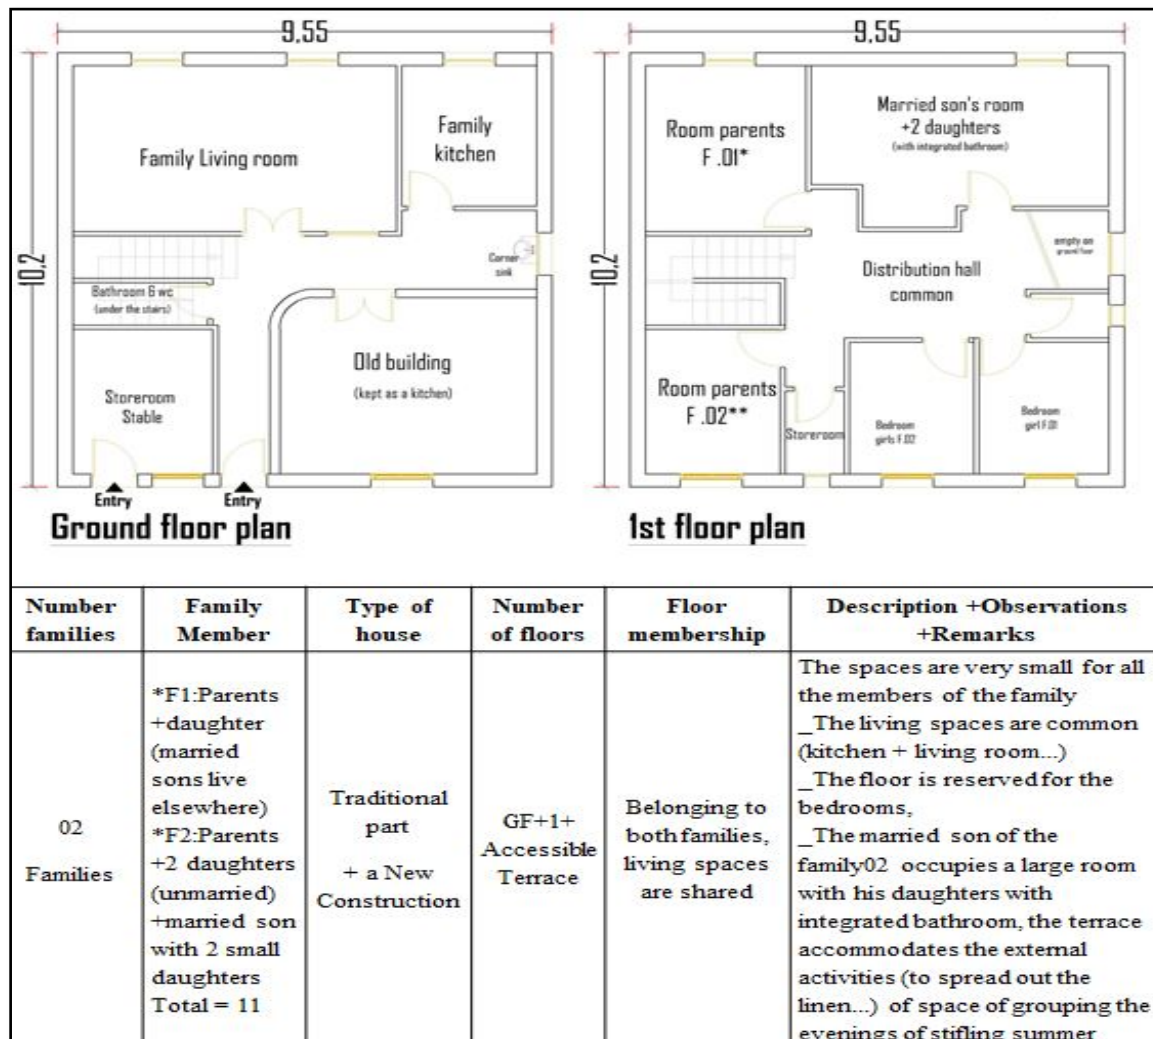 9,55
9,55
10,2
10,2
Family Living room
Family
kitchen
Corner
sink
Bathroom & wc
(under the stairs)
Storeroom
Stable
Old building
(kept as a kitchen)
Entry
Entry
Ground floor plan
Room parents
F .01*
Married son's room
+2 daughters
(with integrated bathroom)
empty on
ground floor
Distribution hall
common
Room parents
F .02**
Storeroom
Bedroom
girls F.02
Bedroom
girl F.01
1st floor plan
Number
families
Family
Member
Type of
house
Number
of floors
Floor
membership
Description +Observations
+Remarks
02
Families
*F1:Parents
+daughter
(married
sons live
elsewhere)
*F2:Parents
+2 daughters
(unmarried)
+married son
with 2 small
daughters
Total = 11
Traditional
part
+ a New
Construction
GF+1+
Accessible
Terrace
Belonging to
both families,
living spaces
are shared
The spaces are very small for all
the members of the family
_The living spaces are common
(kitchen + living room...)
_The floor is reserved for the
bedrooms,
_The married son of the
family02 occupies a large room
with his daughters with
integrated bathroom, the terrace
accommodates the external
activities (to spread out the
linen...) of space of grouping the
evenings of stifling summer